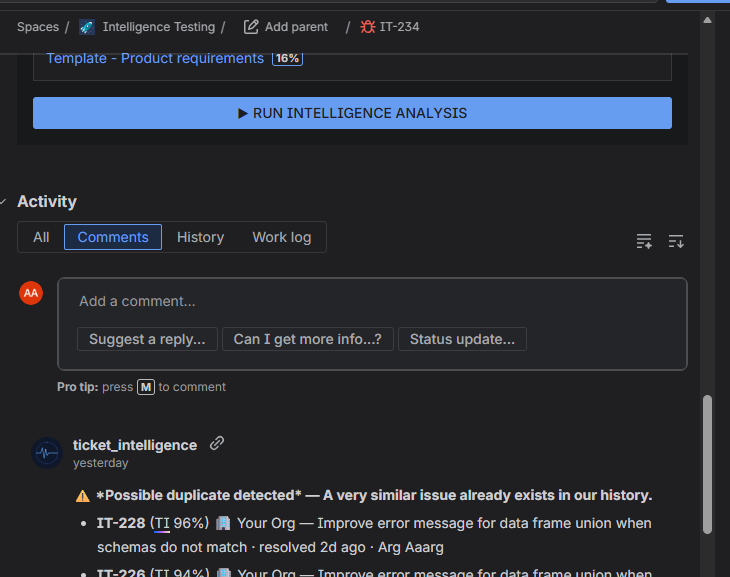 Spaces / Intelligence Testing / Add parent / IT-234
Template - Product requirements 16%
▶ RUN INTELLIGENCE ANALYSIS
Activity
All Comments History Work log
AA
Add a comment...
Suggest a reply... Can I get more info...? Status update...
Pro tip: press M to comment
ticket_intelligence
yesterday
⚠️ *Possible duplicate detected* — A very similar issue already exists in our history.
• IT-228 (TI 96%) 🏢 Your Org — Improve error message for data frame union when
schemas do not match · resolved 2d ago · Arg Aaarg
• IT-226 (TI 94%) 🏢 Your Org — Improve error message for data frame union when